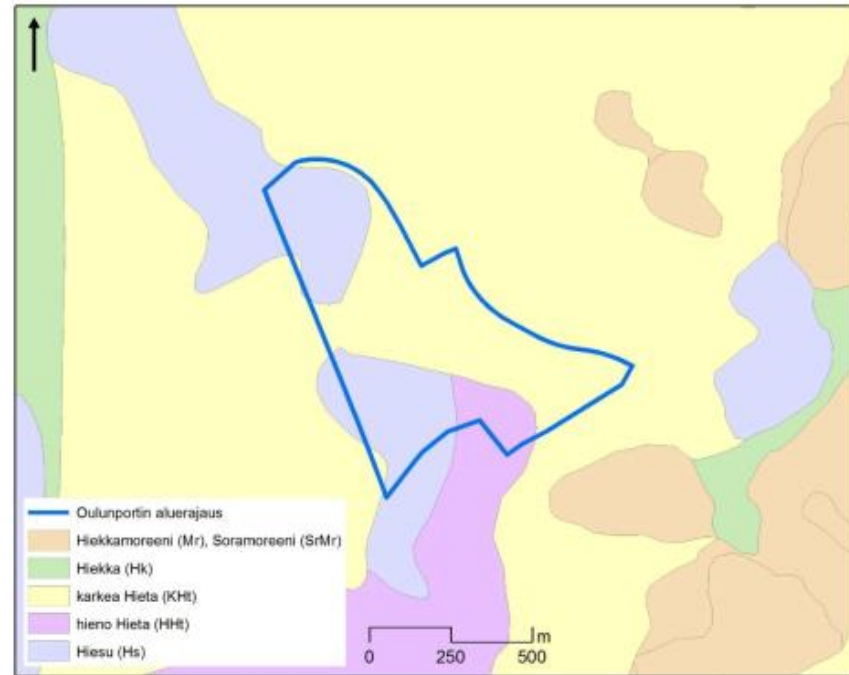 Oulunportin aluerajaus
Hiekkamoreeni (Mr), Soramoreeni (SrMr)
Hiekka (Hk)
karkea Hieta (KHt)
hieno Hieta (HHt)
Hiesu (Hs)
m
0 250 500